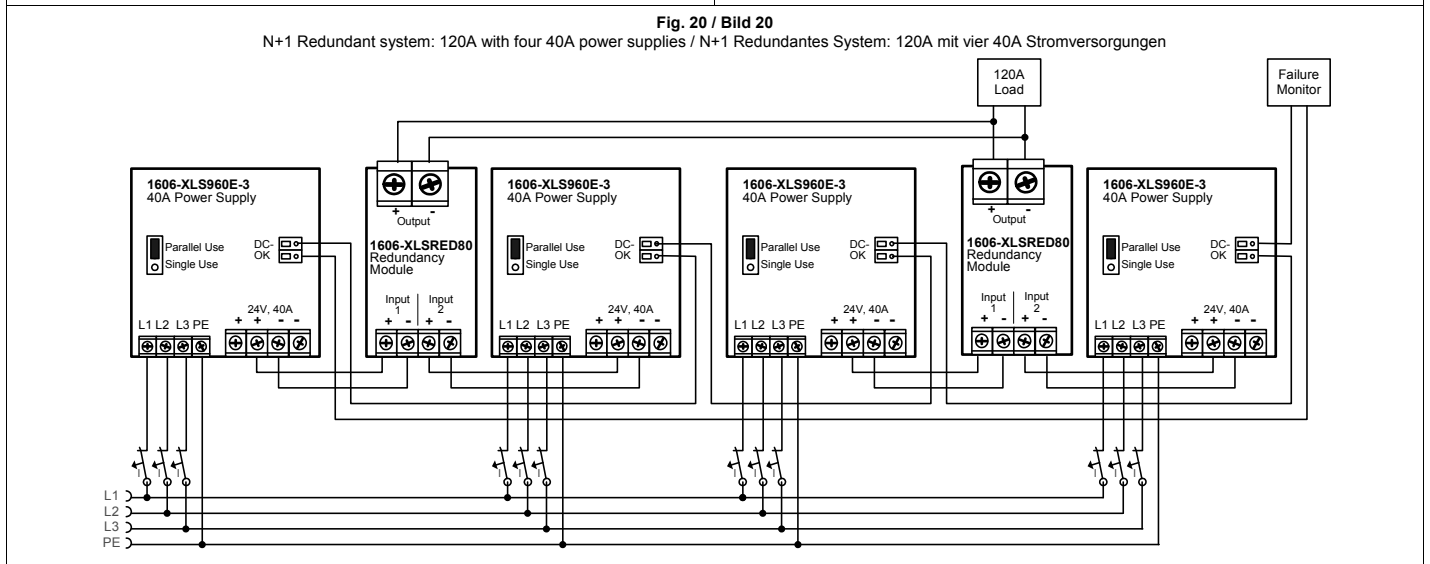 Fig. 20 / Bild 20
N+1 Redundant system: 120A with four 40A power supplies / N+1 Redundantes System: 120A mit vier 40A Stromversorgungen
120A
Load
Failure
Monitor
1606-XLS960E-3
40A Power Supply
Parallel Use
Single Use
DC-
OK
24V, 40A
+ + - -
L1 L2 L3 PE
+ -
Output
1606-XLSRED80
Redundancy
Module
Input
1
Input
2
+ - + -
1606-XLS960E-3
40A Power Supply
Parallel Use
Single Use
DC-
OK
24V, 40A
+ + - -
L1 L2 L3 PE
1606-XLS960E-3
40A Power Supply
Parallel Use
Single Use
DC-
OK
24V, 40A
+ + - -
L1 L2 L3 PE
+ -
Output
1606-XLSRED80
Redundancy
Module
Input
1
Input
2
+ - + -
1606-XLS960E-3
40A Power Supply
Parallel Use
Single Use
DC-
OK
24V, 40A
+ + - -
L1 L2 L3 PE
I I I
I I I
I I I
I I I
L1
L2
L3
PE